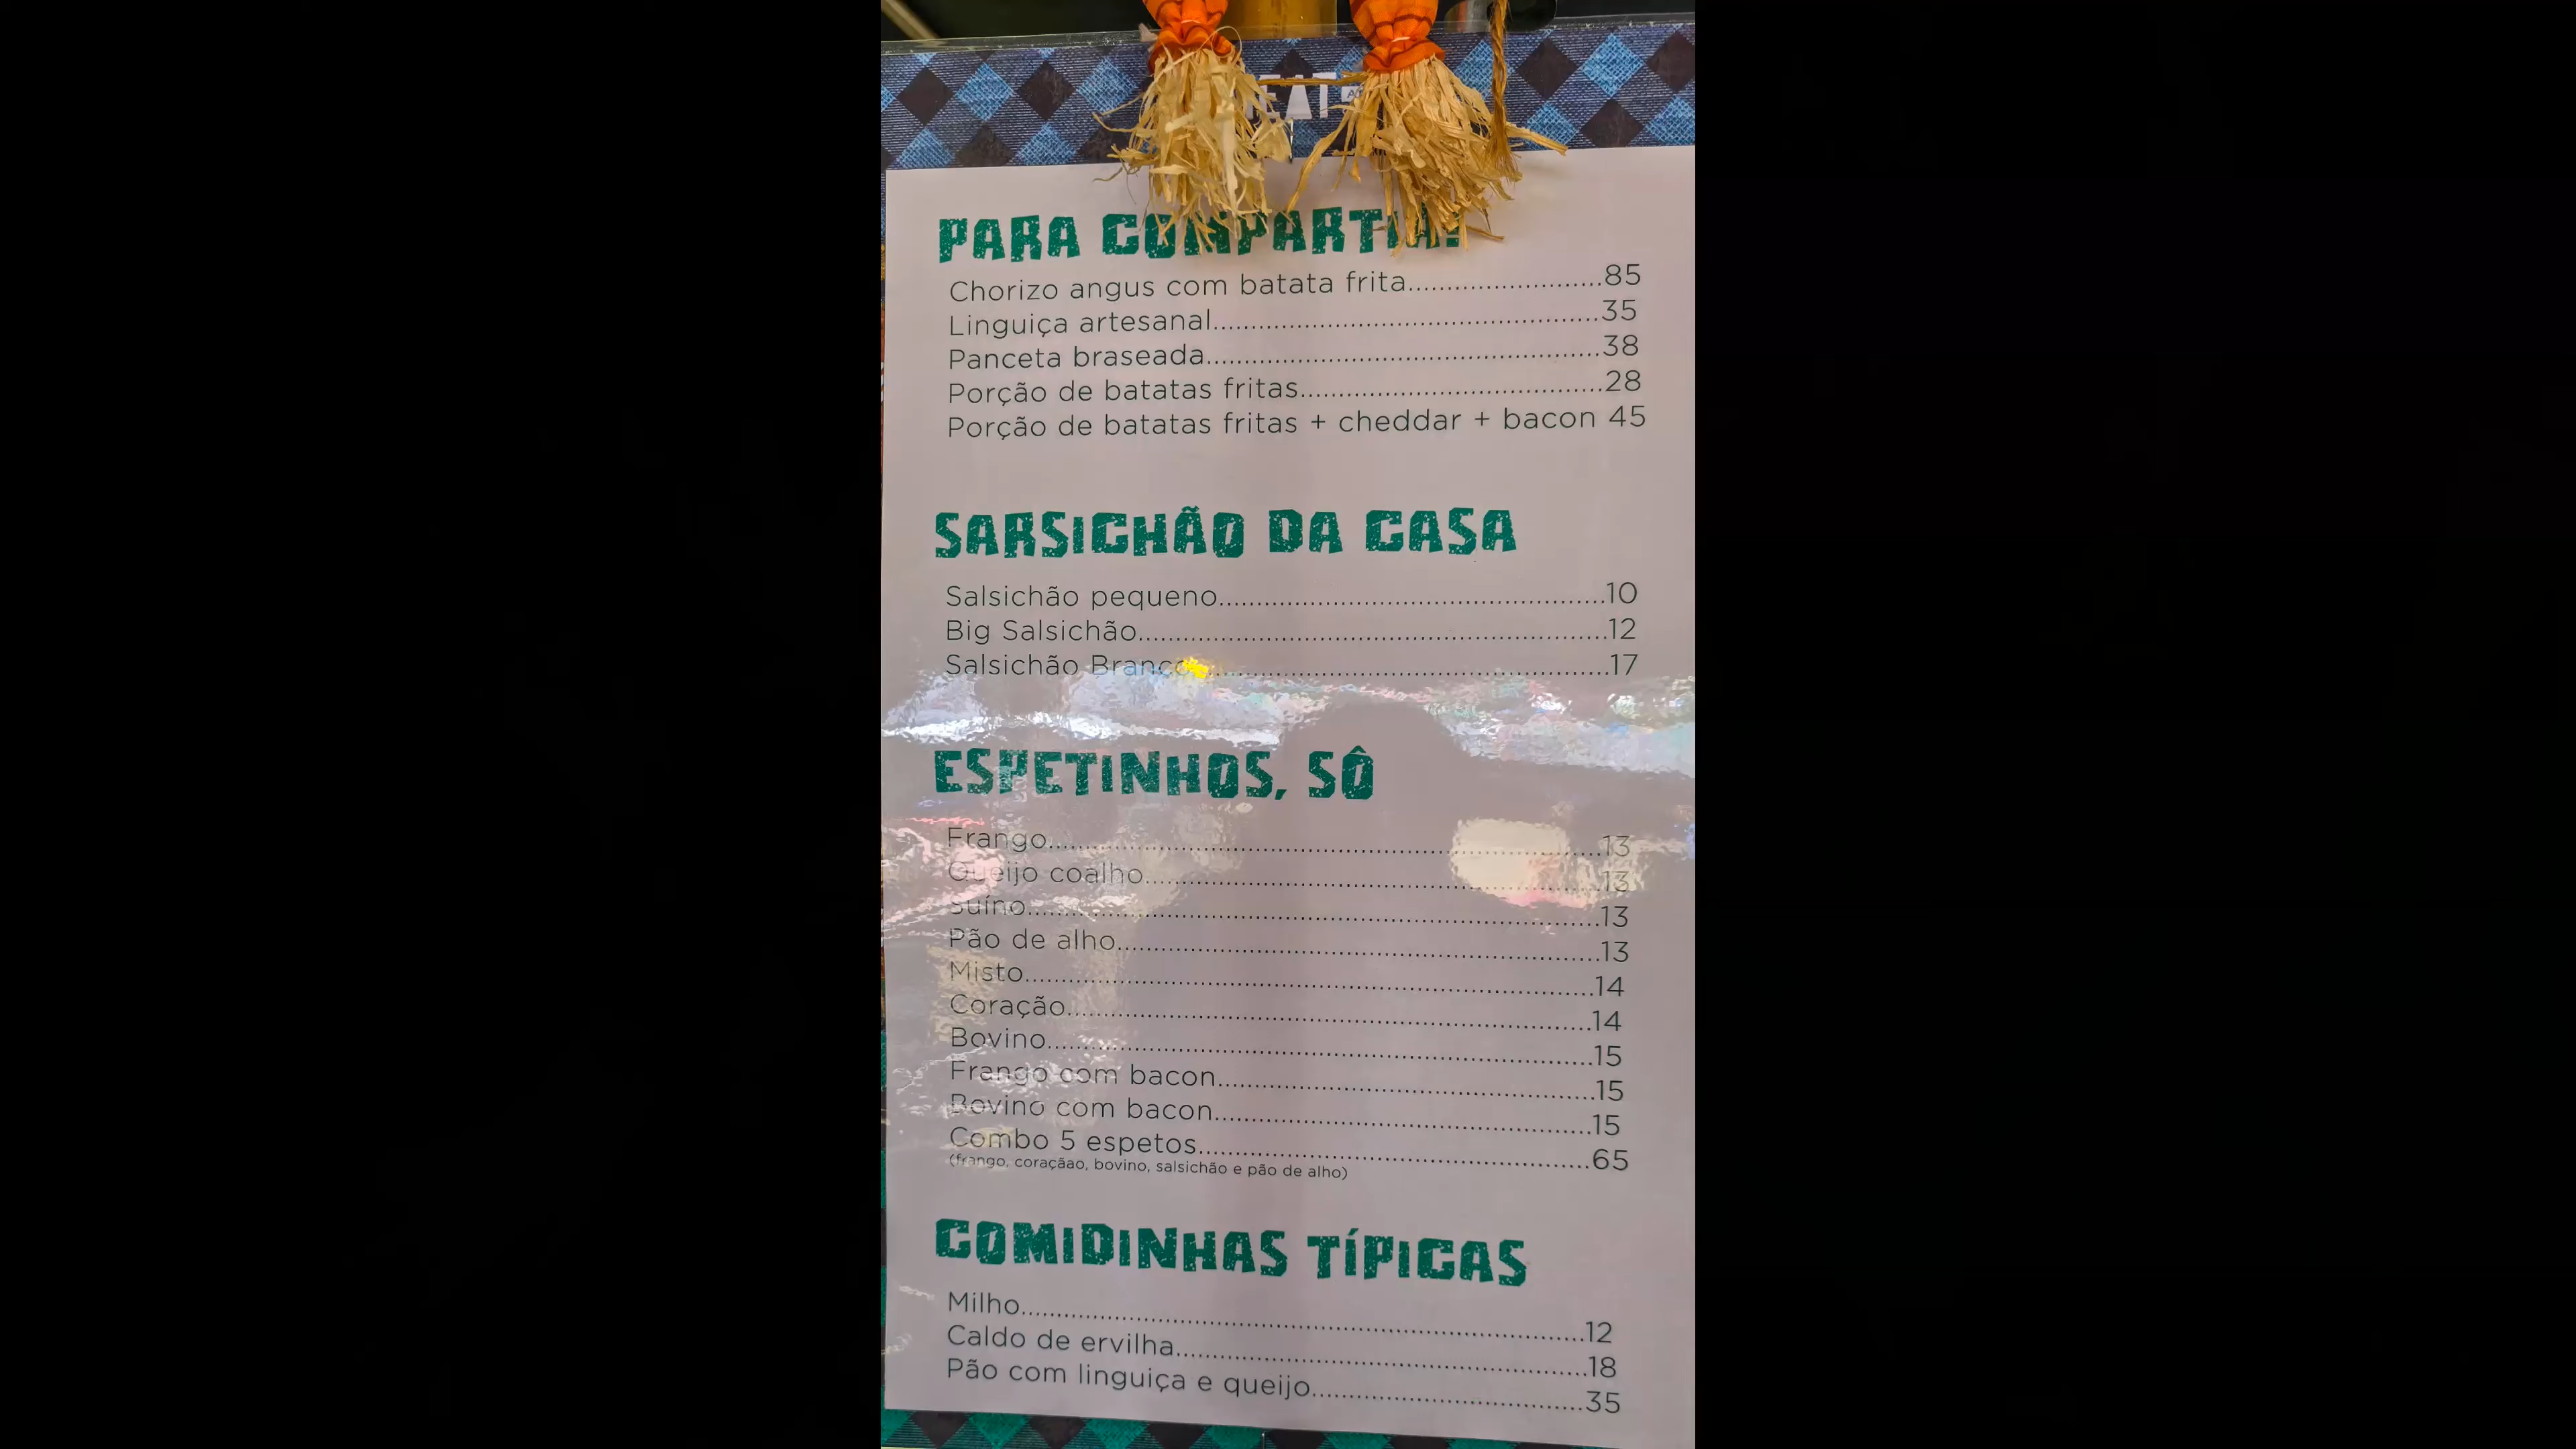 PARA COMPARTIÁ!
Chorizo angus com batata frita..........................85
Linguiça artesanal....................................................35
Panceta braseada.....................................................38
Porção de batatas fritas.........................................28
Porção de batatas fritas + cheddar + bacon 45
SARSICHÃO DA CASA
Salsichão pequeno....................................................10
Big Salsichão...............................................................12
Salsichão Branco.......................................................17
ESPETINHOS, SÔ
Frango...........................................................................13
Queijo coalho..............................................................13
Suíno.............................................................................13
Pão de alho.................................................................13
Misto.............................................................................14
Coração.......................................................................14
Bovino..........................................................................15
Frango com bacon...................................................15
Bovino com bacon...................................................15
Combo 5 espetos.....................................................65
(frango, coraçãao, bovino, salsichão e pão de alho)
COMIDINHAS TÍPICAS
Milho............................................................................12
Caldo de ervilha........................................................18
Pão com linguiça e queijo.....................................35